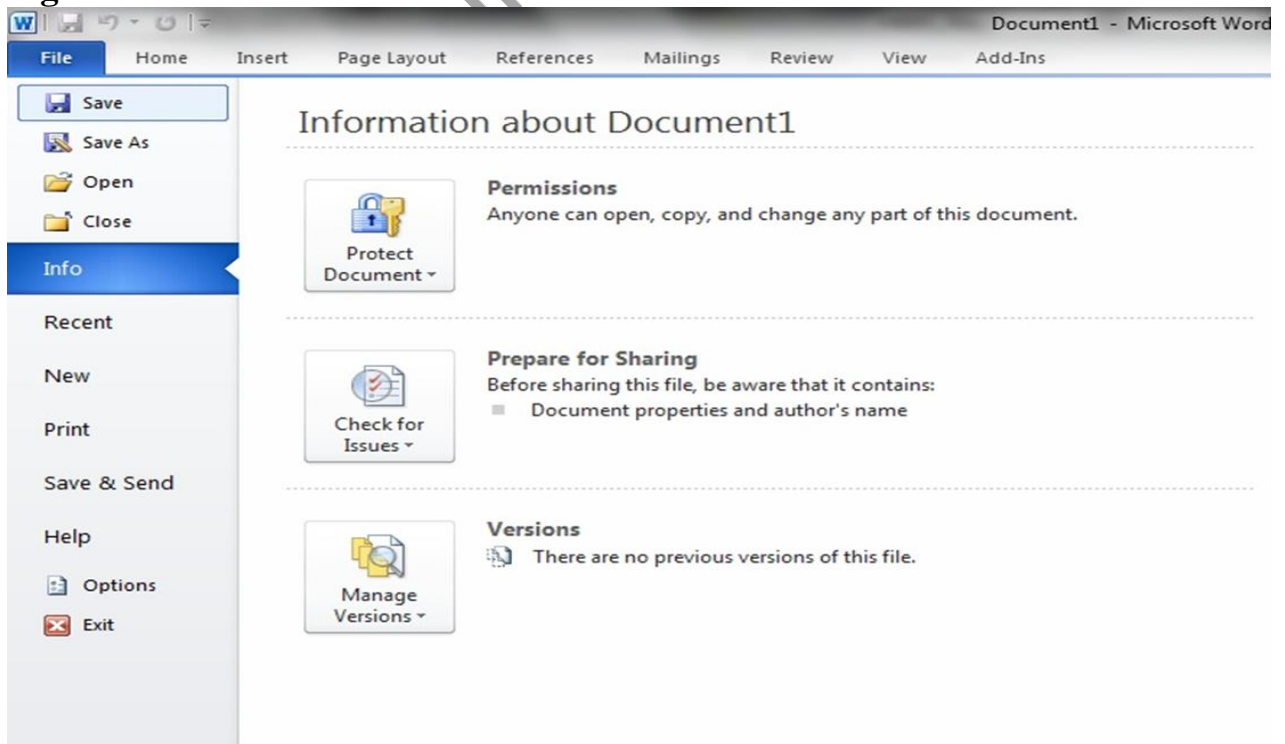 Document1 - Microsoft Word
File Home Insert Page Layout References Mailings Review View Add-Ins
Save
Save As
Open
Close
Info
Recent
New
Print
Save & Send
Help
Options
Exit
Information about Document1
Protect
Document
Permissions
Anyone can open, copy, and change any part of this document.
Check for
Issues
Prepare for Sharing
Before sharing this file, be aware that it contains:
Document properties and author's name
Manage
Versions
Versions
There are no previous versions of this file.